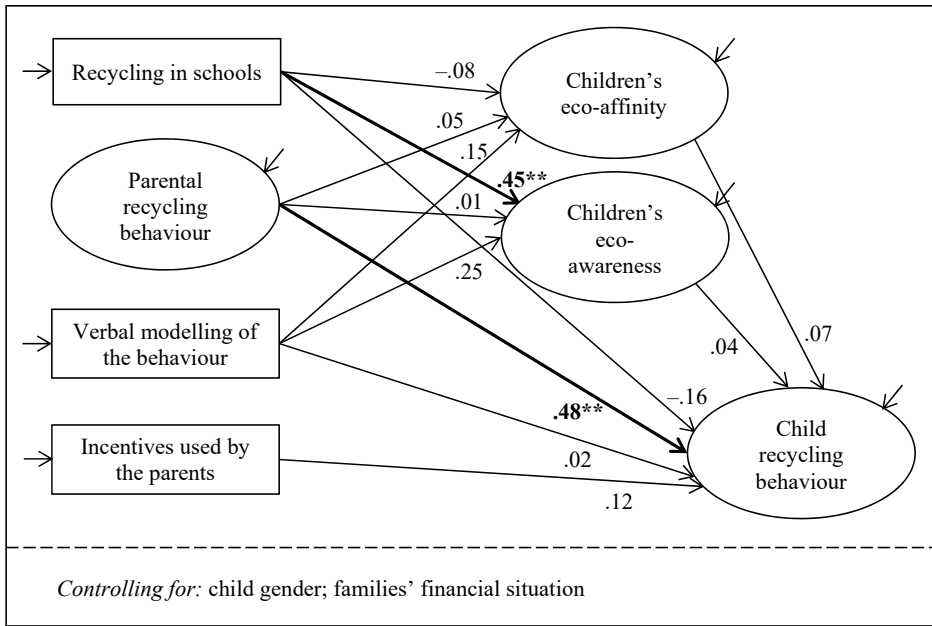 Recycling in schools
–.08
Children’s
eco-affinity
.05
.15
Parental
recycling
behaviour
.45**
.01
Children’s
eco-
awareness
.25
Verbal modelling of
the behaviour
.04
.07
.48**
–.16
Incentives used by
the parents
.02
.12
Child
recycling
behaviour
Controlling for: child gender; families’ financial situation